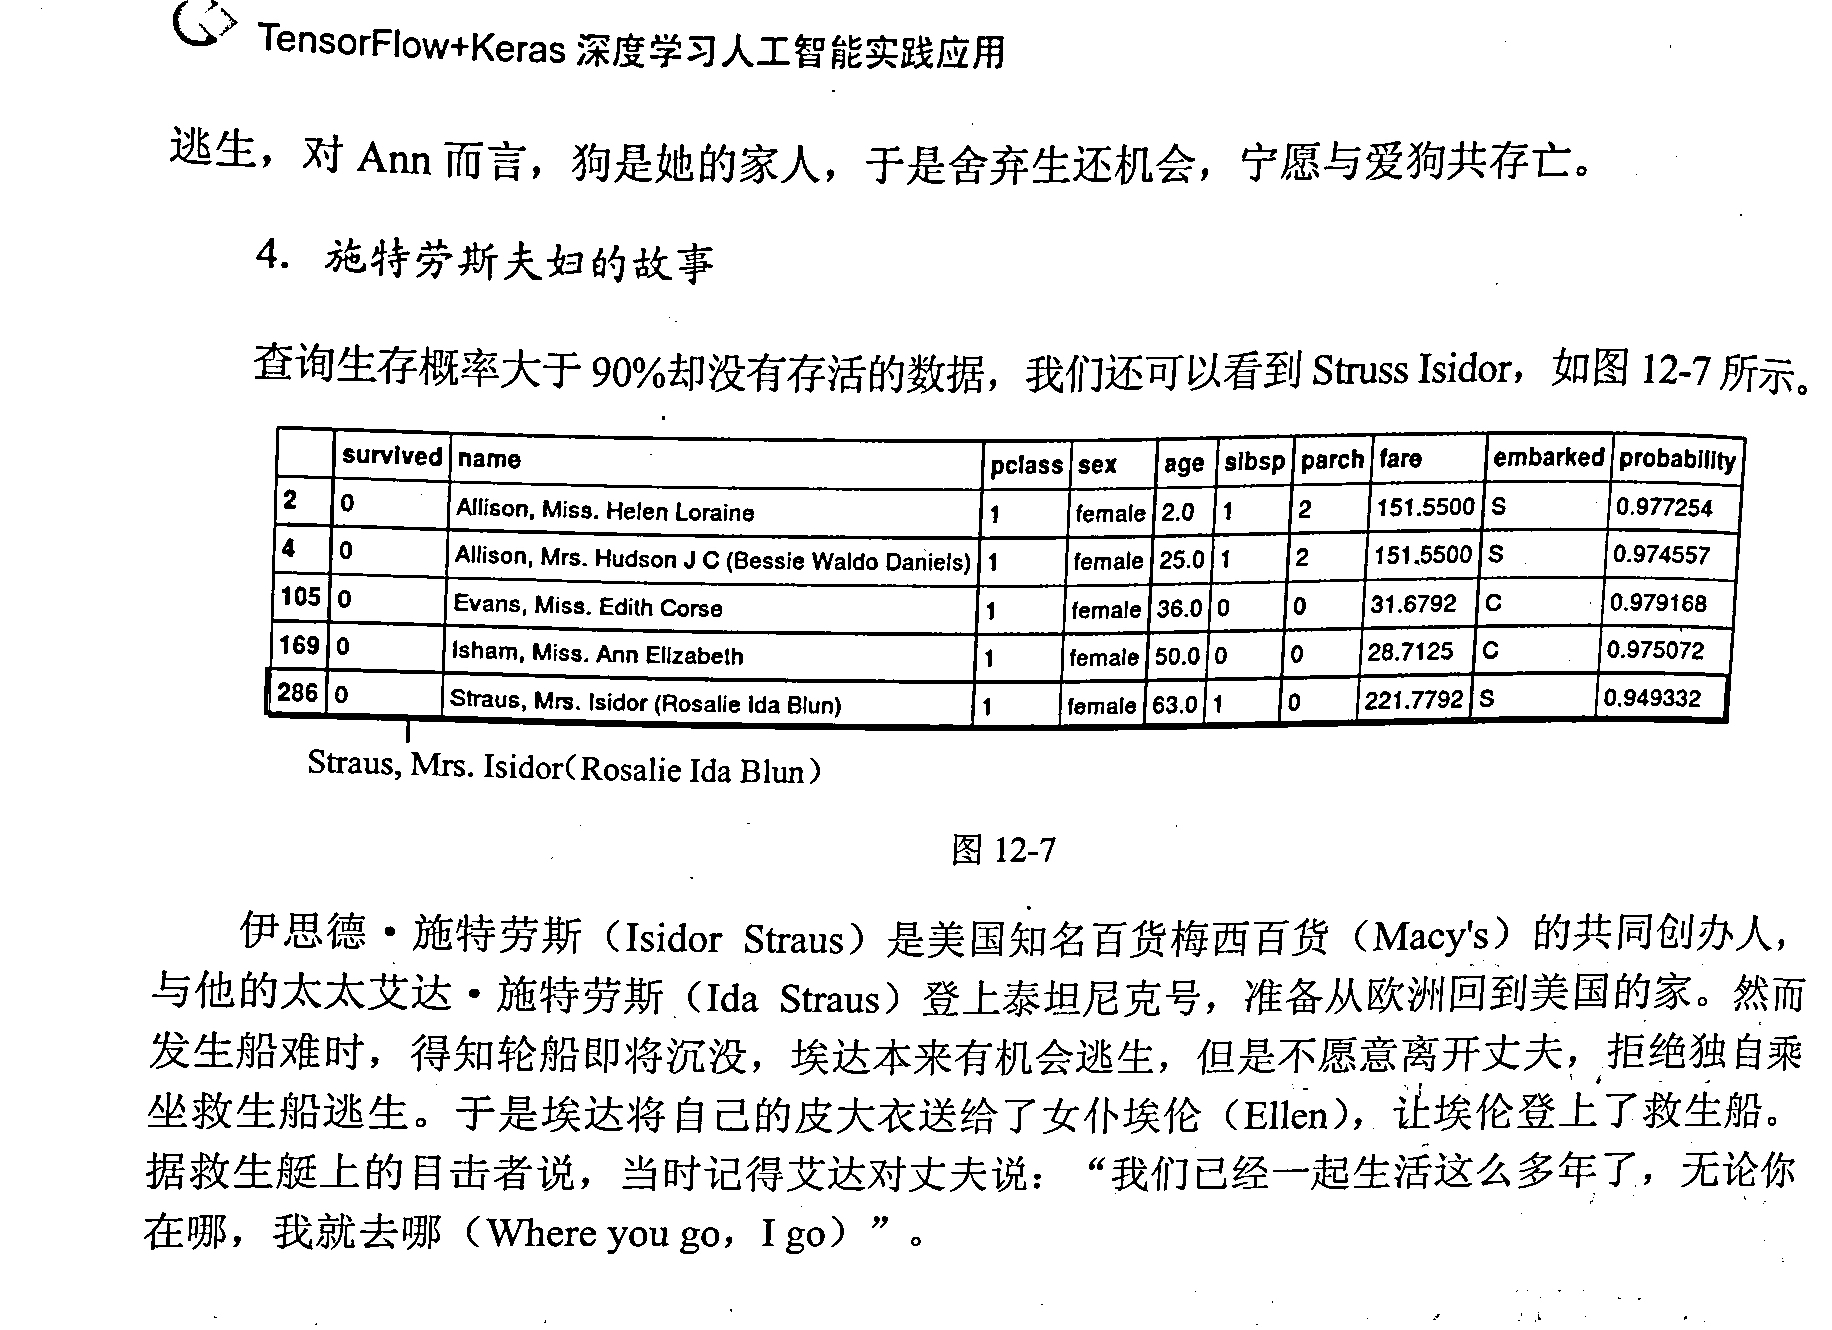 TensorFlow+Keras 深度学习人工智能实践应用
逃生，对 Ann 而言，狗是她的家人，于是舍弃生还机会，宁愿与爱狗共存亡。
4. 施特劳斯夫妇的故事
查询生存概率大于 90%却没有存活的数据，我们还可以看到 Struss Isidor，如图 12-7 所示。
survived name pclass sex age sibsp parch fare embarked probability
2 0 Allison, Miss. Helen Loraine 1 female 2.0 1 2 151.5500 S 0.977254
4 0 Allison, Mrs. Hudson J C (Bessie Waldo Daniels) 1 female 25.0 1 2 151.5500 S 0.974557
105 0 Evans, Miss. Edith Corse 1 female 36.0 0 0 31.6792 C 0.979168
169 0 Isham, Miss. Ann Elizabeth 1 female 50.0 0 0 28.7125 C 0.975072
286 0 Straus, Mrs. Isidor (Rosalie Ida Blun) 1 female 63.0 1 0 221.7792 S 0.949332
Straus, Mrs. Isidor(Rosalie Ida Blun)
图 12-7
伊思德·施特劳斯（Isidor Straus）是美国知名百货梅西百货（Macy's）的共同创办人，
与他的太太艾达·施特劳斯（Ida Straus）登上泰坦尼克号，准备从欧洲回到美国的家。然而
发生船难时，得知轮船即将沉没，埃达本来有机会逃生，但是不愿意离开丈夫，拒绝独自乘
坐救生船逃生。于是埃达将自己的皮大衣送给了女仆埃伦（Ellen），让埃伦登上了救生船。
据救生艇上的目击者说，当时记得艾达对丈夫说：“我们已经一起生活这么多年了，无论你
在哪，我就去哪（Where you go，I go）”。